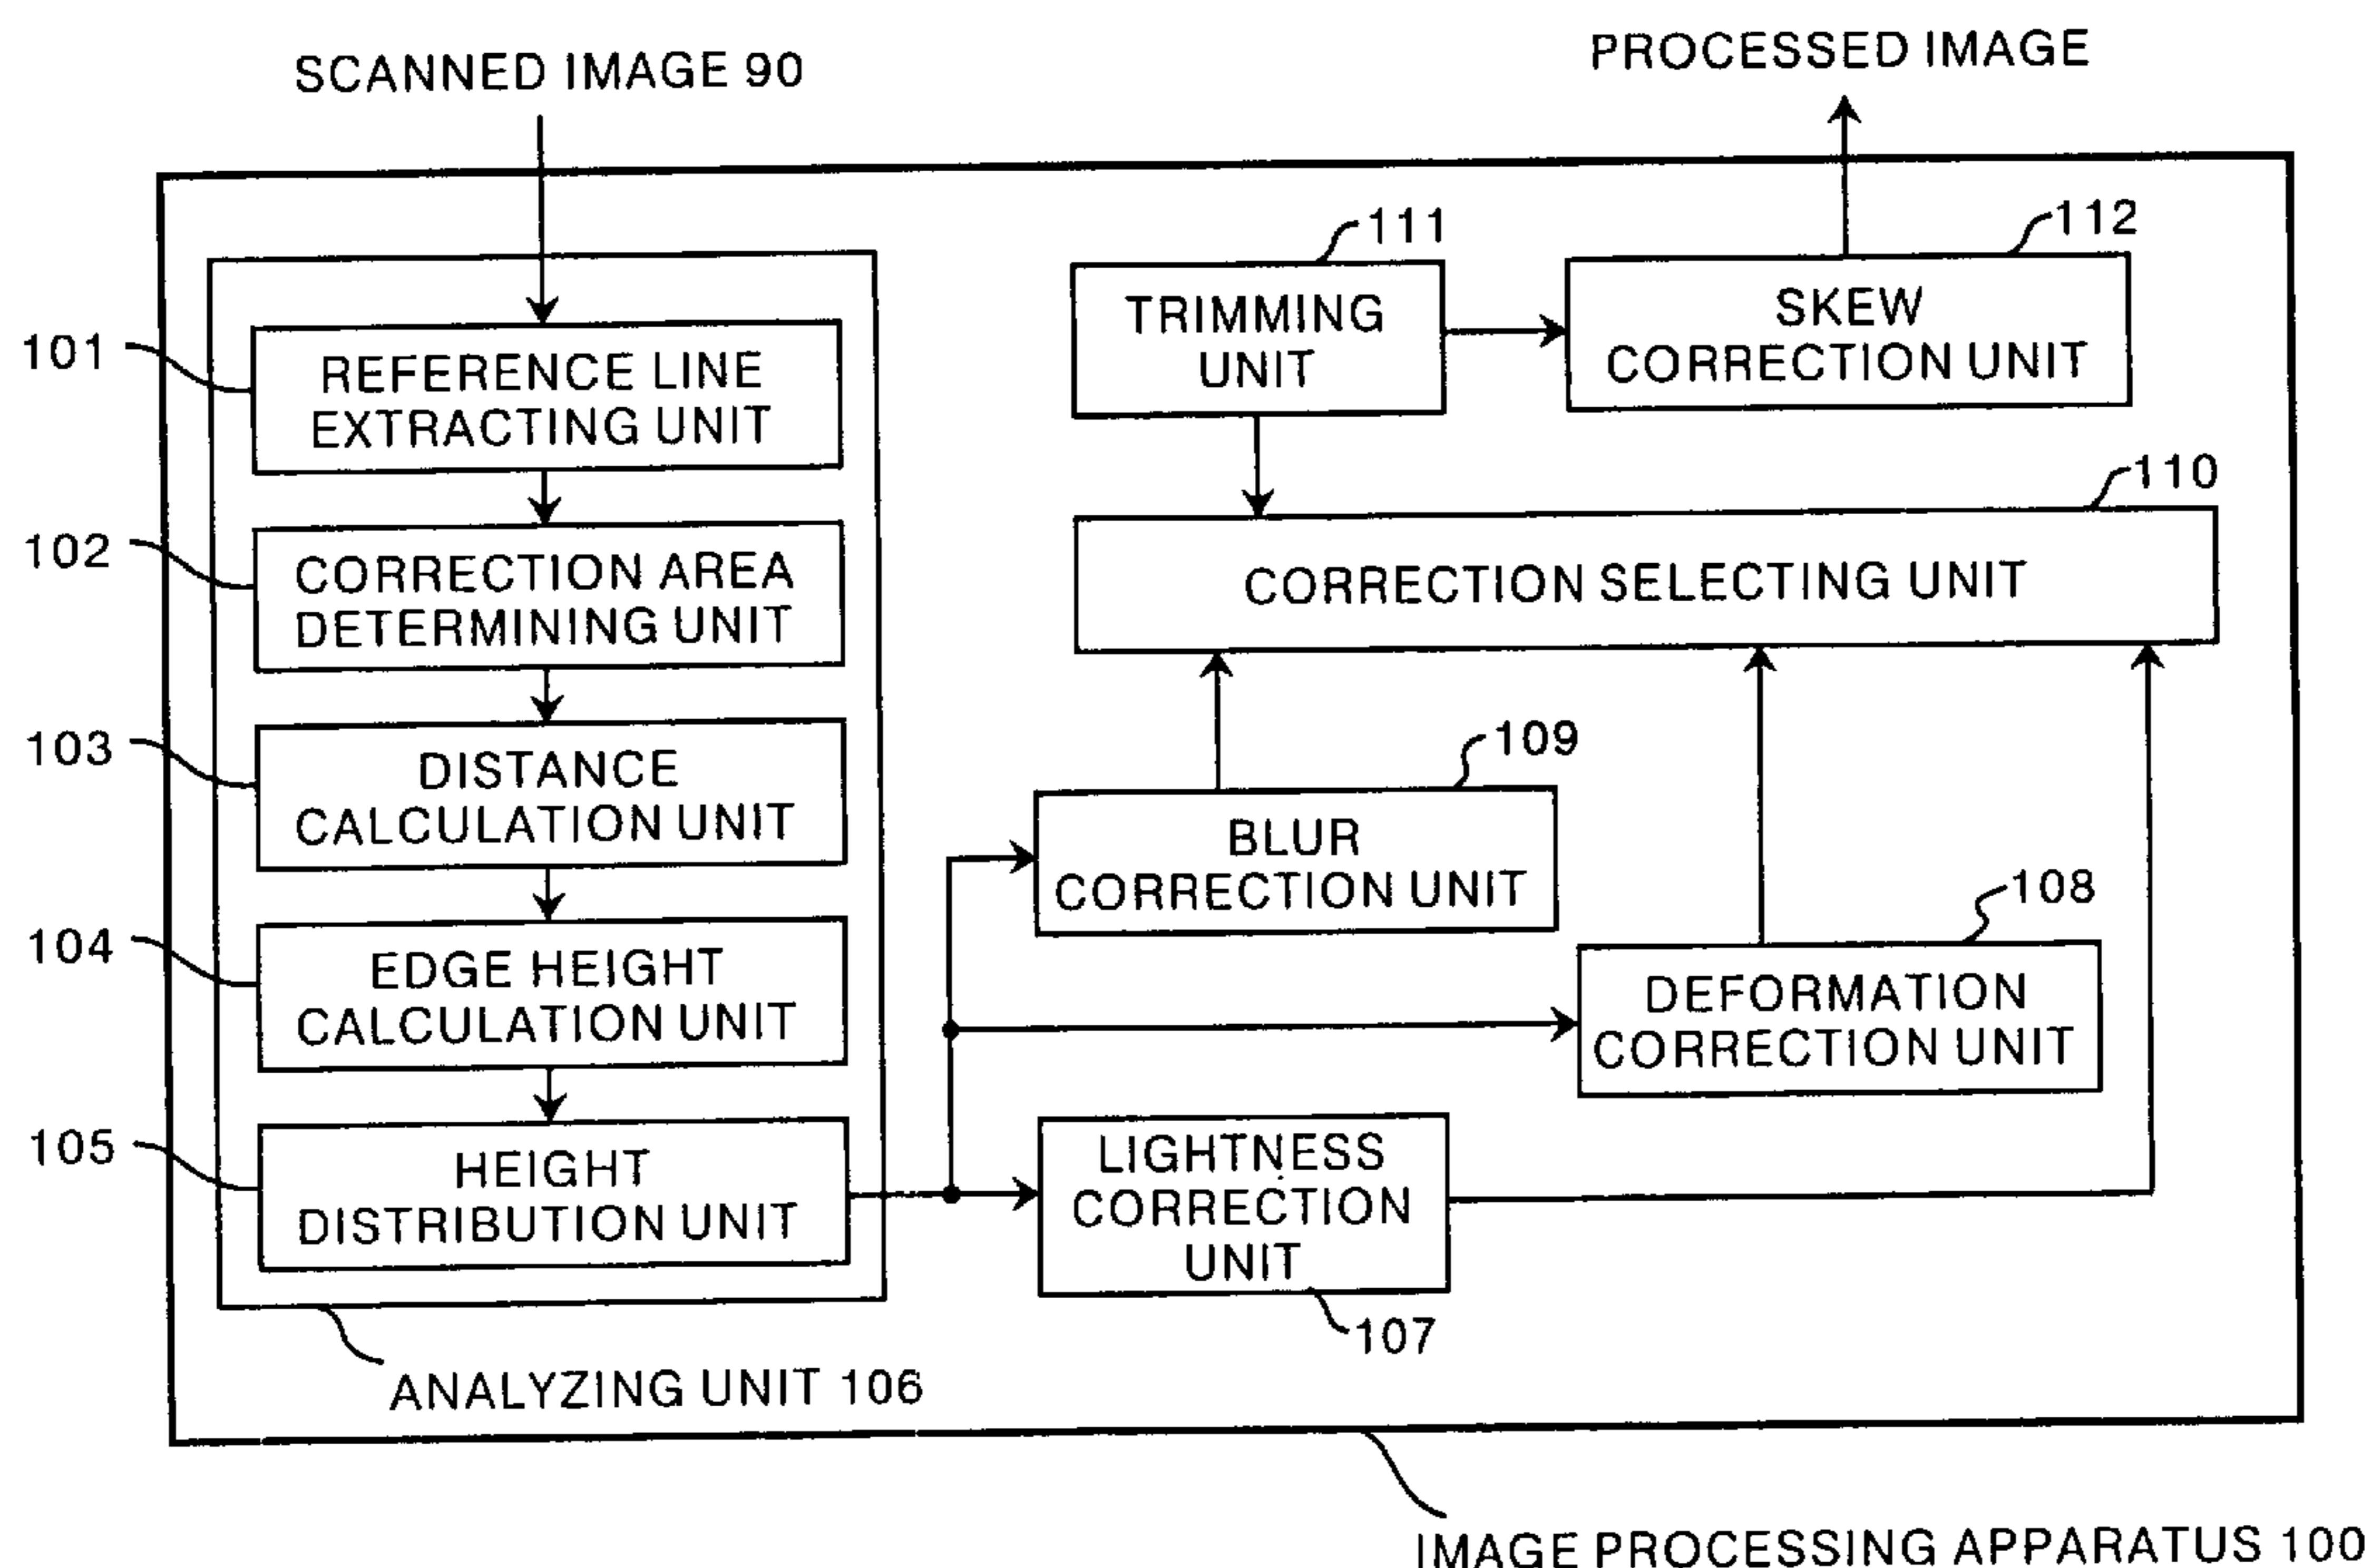 SCANNED IMAGE 90
PROCESSED IMAGE
101
REFERENCE LINE
EXTRACTING UNIT
102
CORRECTION AREA
DETERMINING UNIT
103
DISTANCE
CALCULATION UNIT
104
EDGE HEIGHT
CALCULATION UNIT
105
HEIGHT
DISTRIBUTION UNIT
ANALYZING UNIT 106
111
TRIMMING
UNIT
112
SKEW
CORRECTION UNIT
110
CORRECTION SELECTING UNIT
109
BLUR
CORRECTION UNIT
108
DEFORMATION
CORRECTION UNIT
LIGHTNESS
CORRECTION
UNIT
107
IMAGE PROCESSING APPARATUS 100